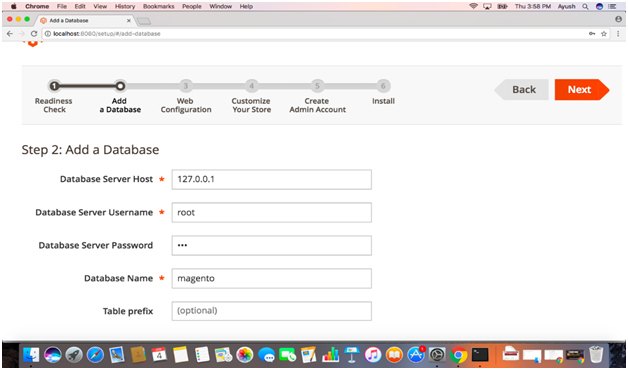 Chrome File Edit View History Bookmarks People Window Help Thu 3:58 PM Ayush
Add a Database
localhost:8080/setup/#/add-database
1 3 4 5 6
Readiness Check
Add a Database
Web Configuration
Customize Your Store
Create Admin Account
Install
Back
Next
Step 2: Add a Database
Database Server Host * 127.0.0.1
Database Server Username * root
Database Server Password •••
Database Name * magento
Table prefix (optional)
4